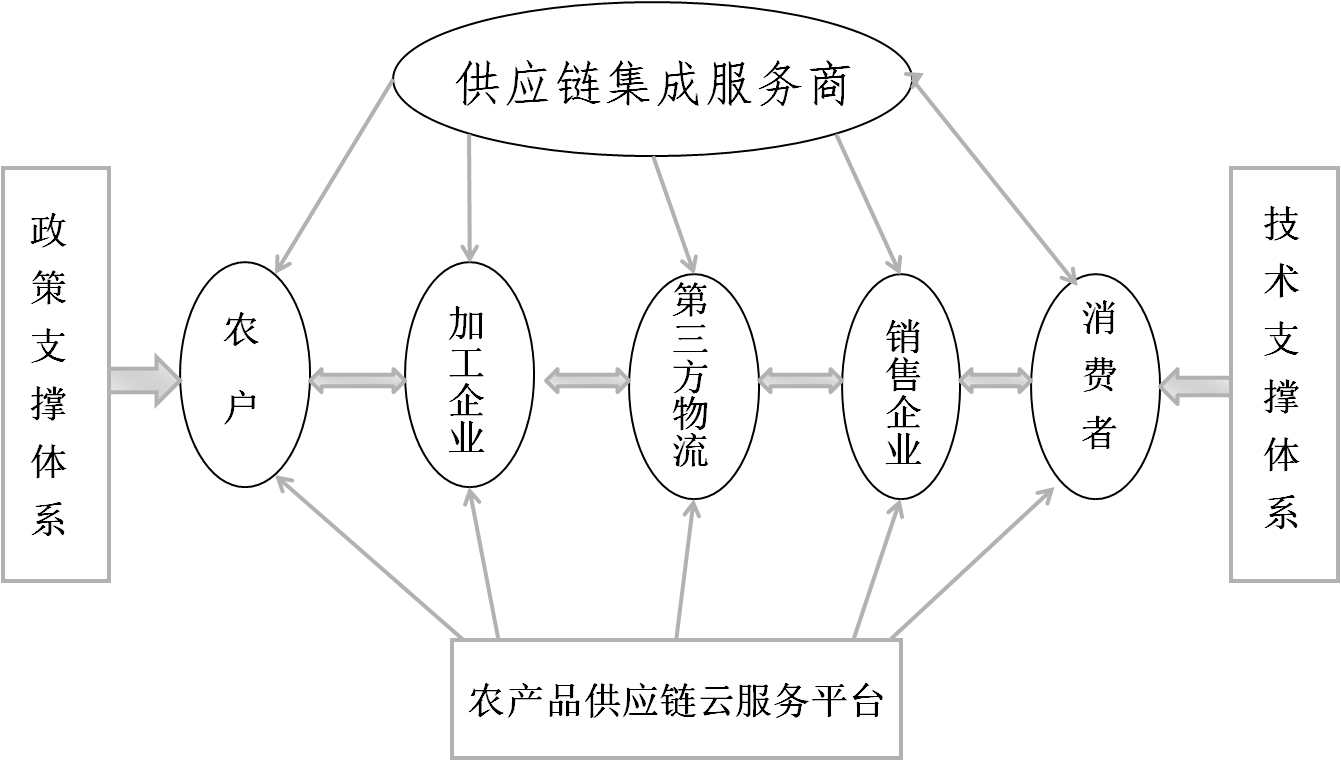 供应链集成服务商
政策支撑体系
农户
加工企业
第三方物流
销售企业
消费者
技术支撑体系
农产品供应链云服务平台